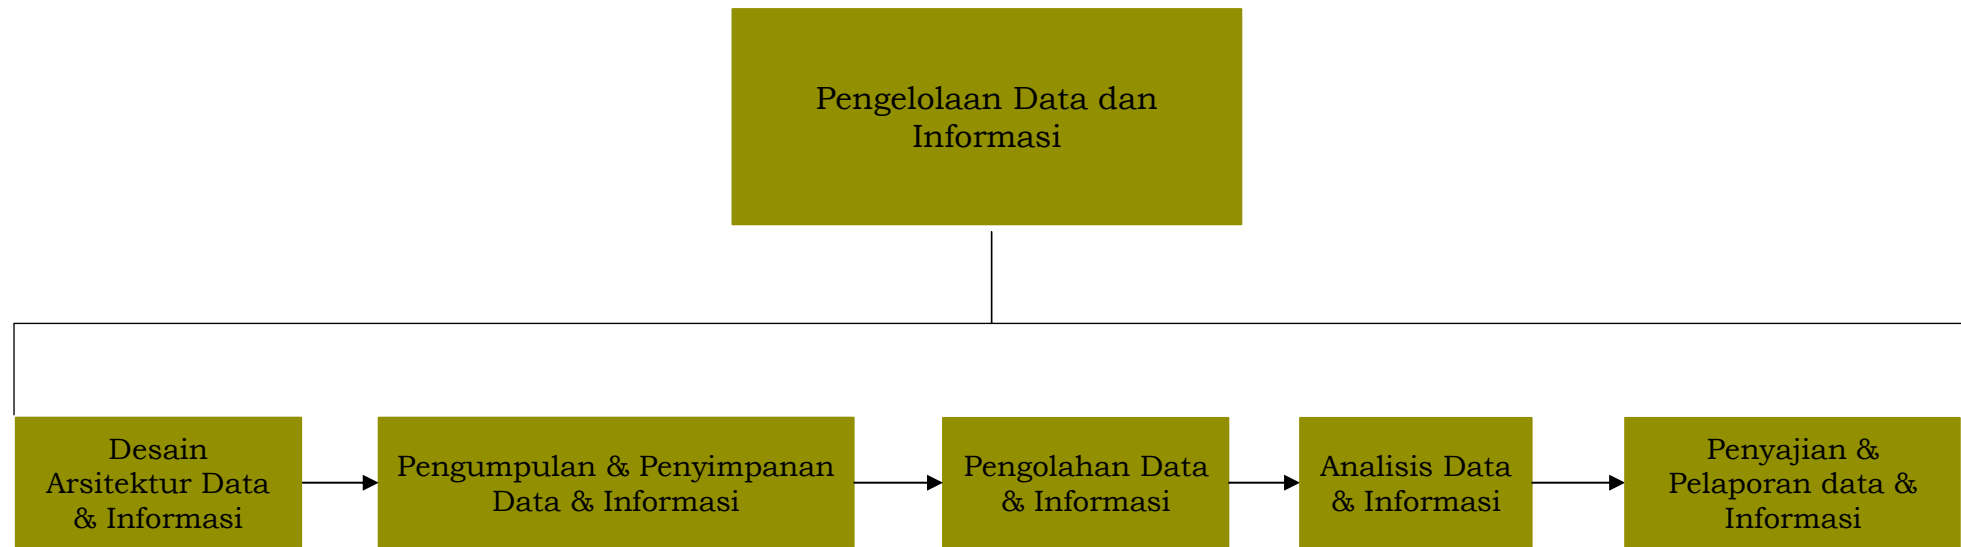 Pengelolaan Data dan
Informasi
Desain
Arsitektur Data
& Informasi
Pengumpulan & Penyimpanan
Data & Informasi
Pengolahan Data
& Informasi
Analisis Data
& Informasi
Penyajian &
Pelaporan data &
Informasi